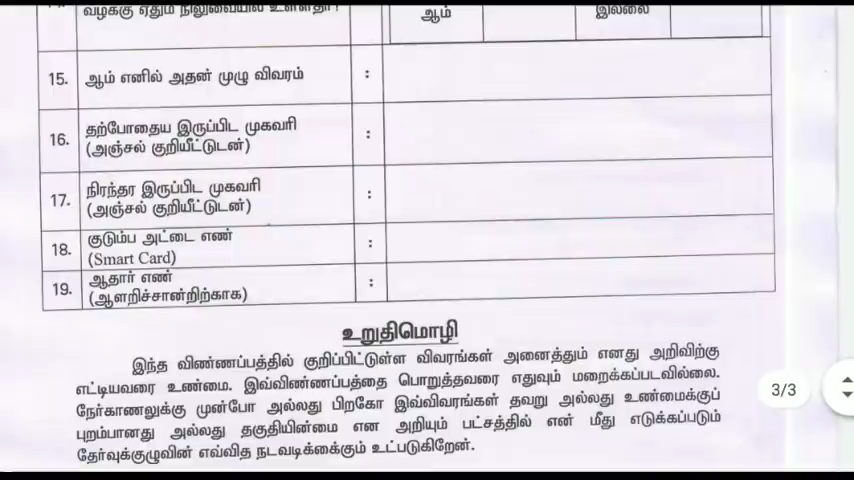 வழக்கு ஏதும் நிலுவையில் உள்ளதா?
ஆம்
இல்லை
15. ஆம் எனில் அதன் முழு விவரம் :
16. தற்போதைய இருப்பிட முகவரி :
(அஞ்சல் குறியீட்டுடன்)
17. நிரந்தர இருப்பிட முகவரி :
(அஞ்சல் குறியீட்டுடன்)
18. குடும்ப அட்டை எண் :
(Smart Card)
19. ஆதார் எண் :
(ஆளறிச்சான்றிற்காக)
உறுதிமொழி
இந்த விண்ணப்பத்தில் குறிப்பிட்டுள்ள விவரங்கள் அனைத்தும் எனது அறிவிற்கு
எட்டியவரை உண்மை. இவ்விண்ணப்பத்தை பொறுத்தவரை எதுவும் மறைக்கப்படவில்லை.
நேர்காணலுக்கு முன்போ அல்லது பிறகோ இவ்விவரங்கள் தவறு அல்லது உண்மைக்குப்
புறம்பானது அல்லது தகுதியின்மை என அறியும் பட்சத்தில் என் மீது எடுக்கப்படும்
தேர்வுக்குழுவின் எவ்வித நடவடிக்கைக்கும் உட்படுகிறேன்.
3/3